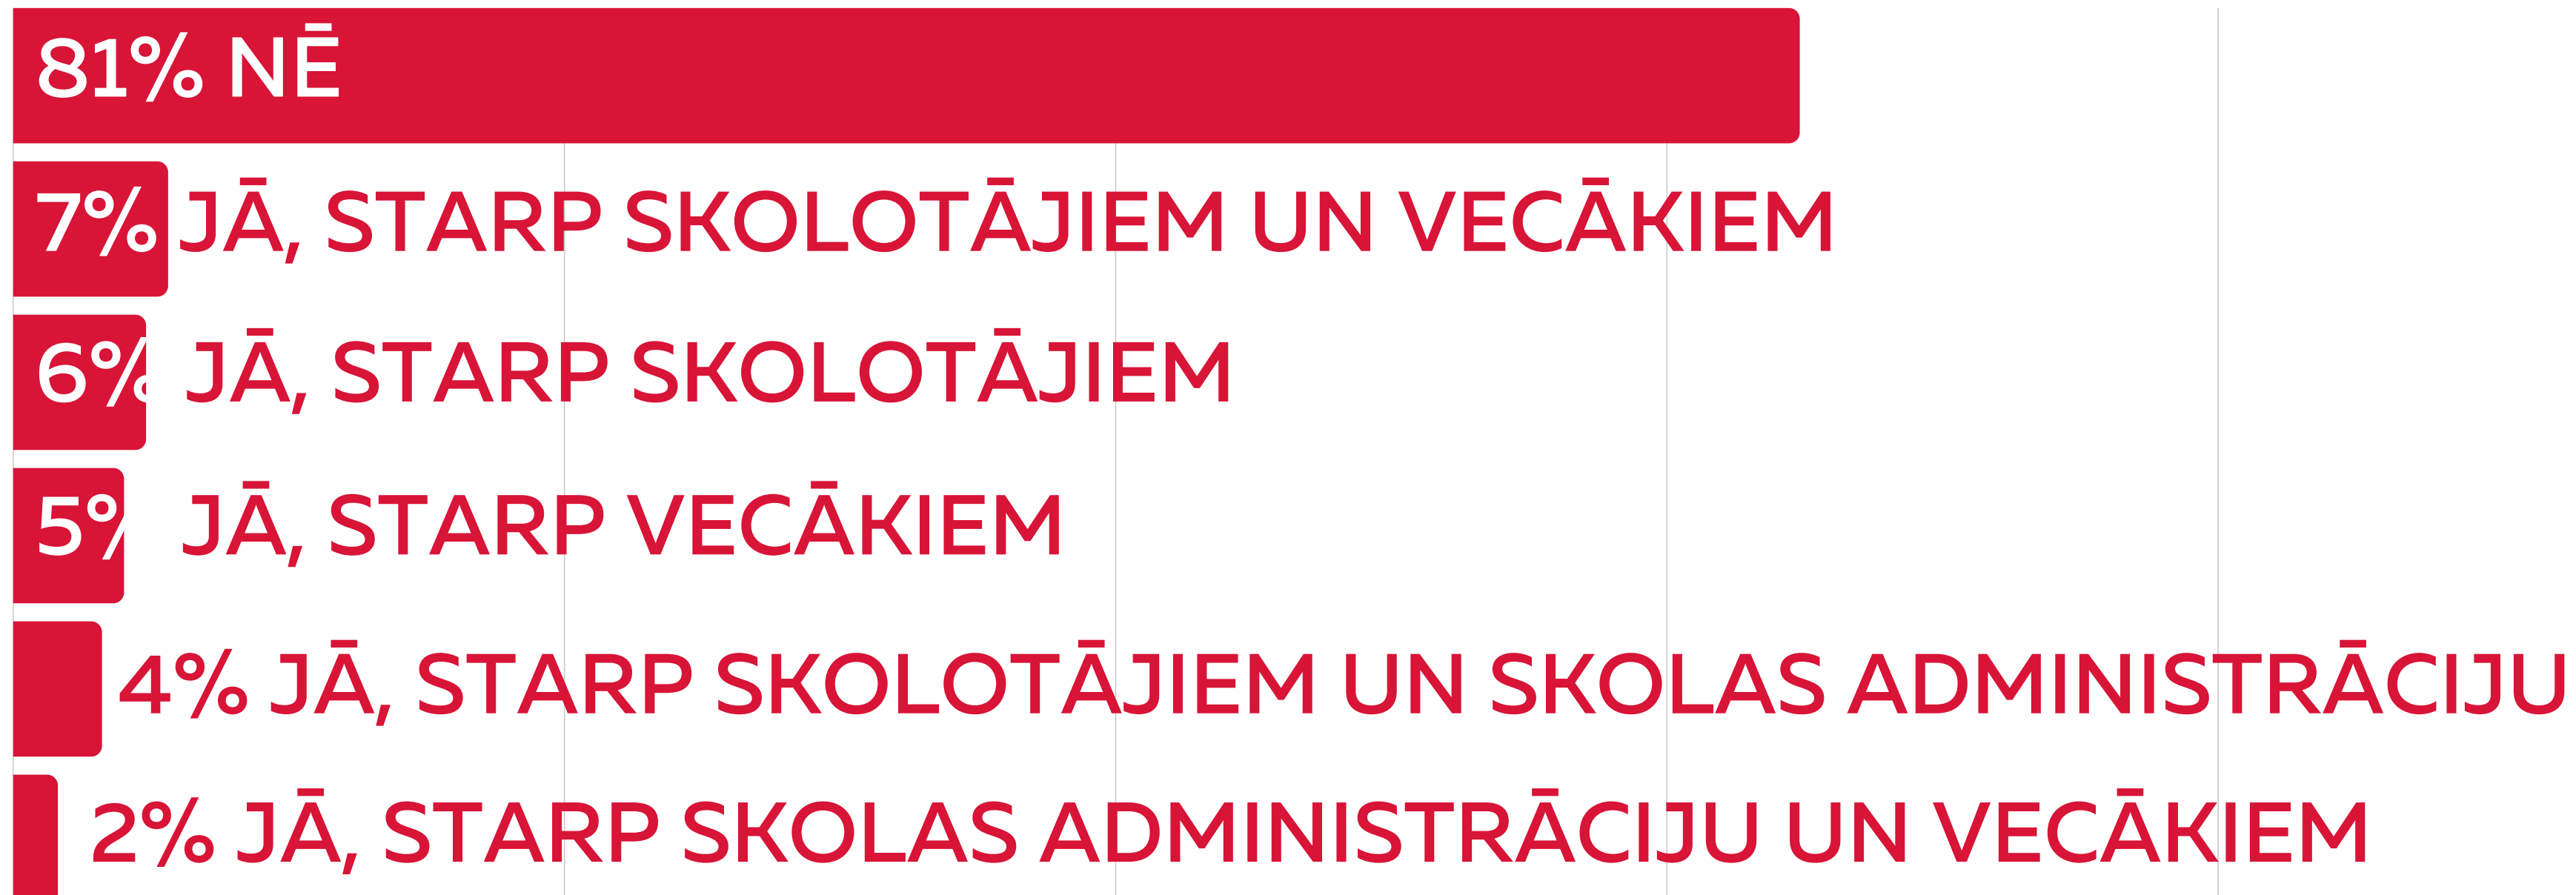 81% NĒ
7% JĀ, STARP SKOLOTĀJIEM UN VECĀKIEM
6% JĀ, STARP SKOLOTĀJIEM
5% JĀ, STARP VECĀKIEM
4% JĀ, STARP SKOLOTĀJIEM UN SKOLAS ADMINISTRĀCIJU
2% JĀ, STARP SKOLAS ADMINISTRĀCIJU UN VECĀKIEM